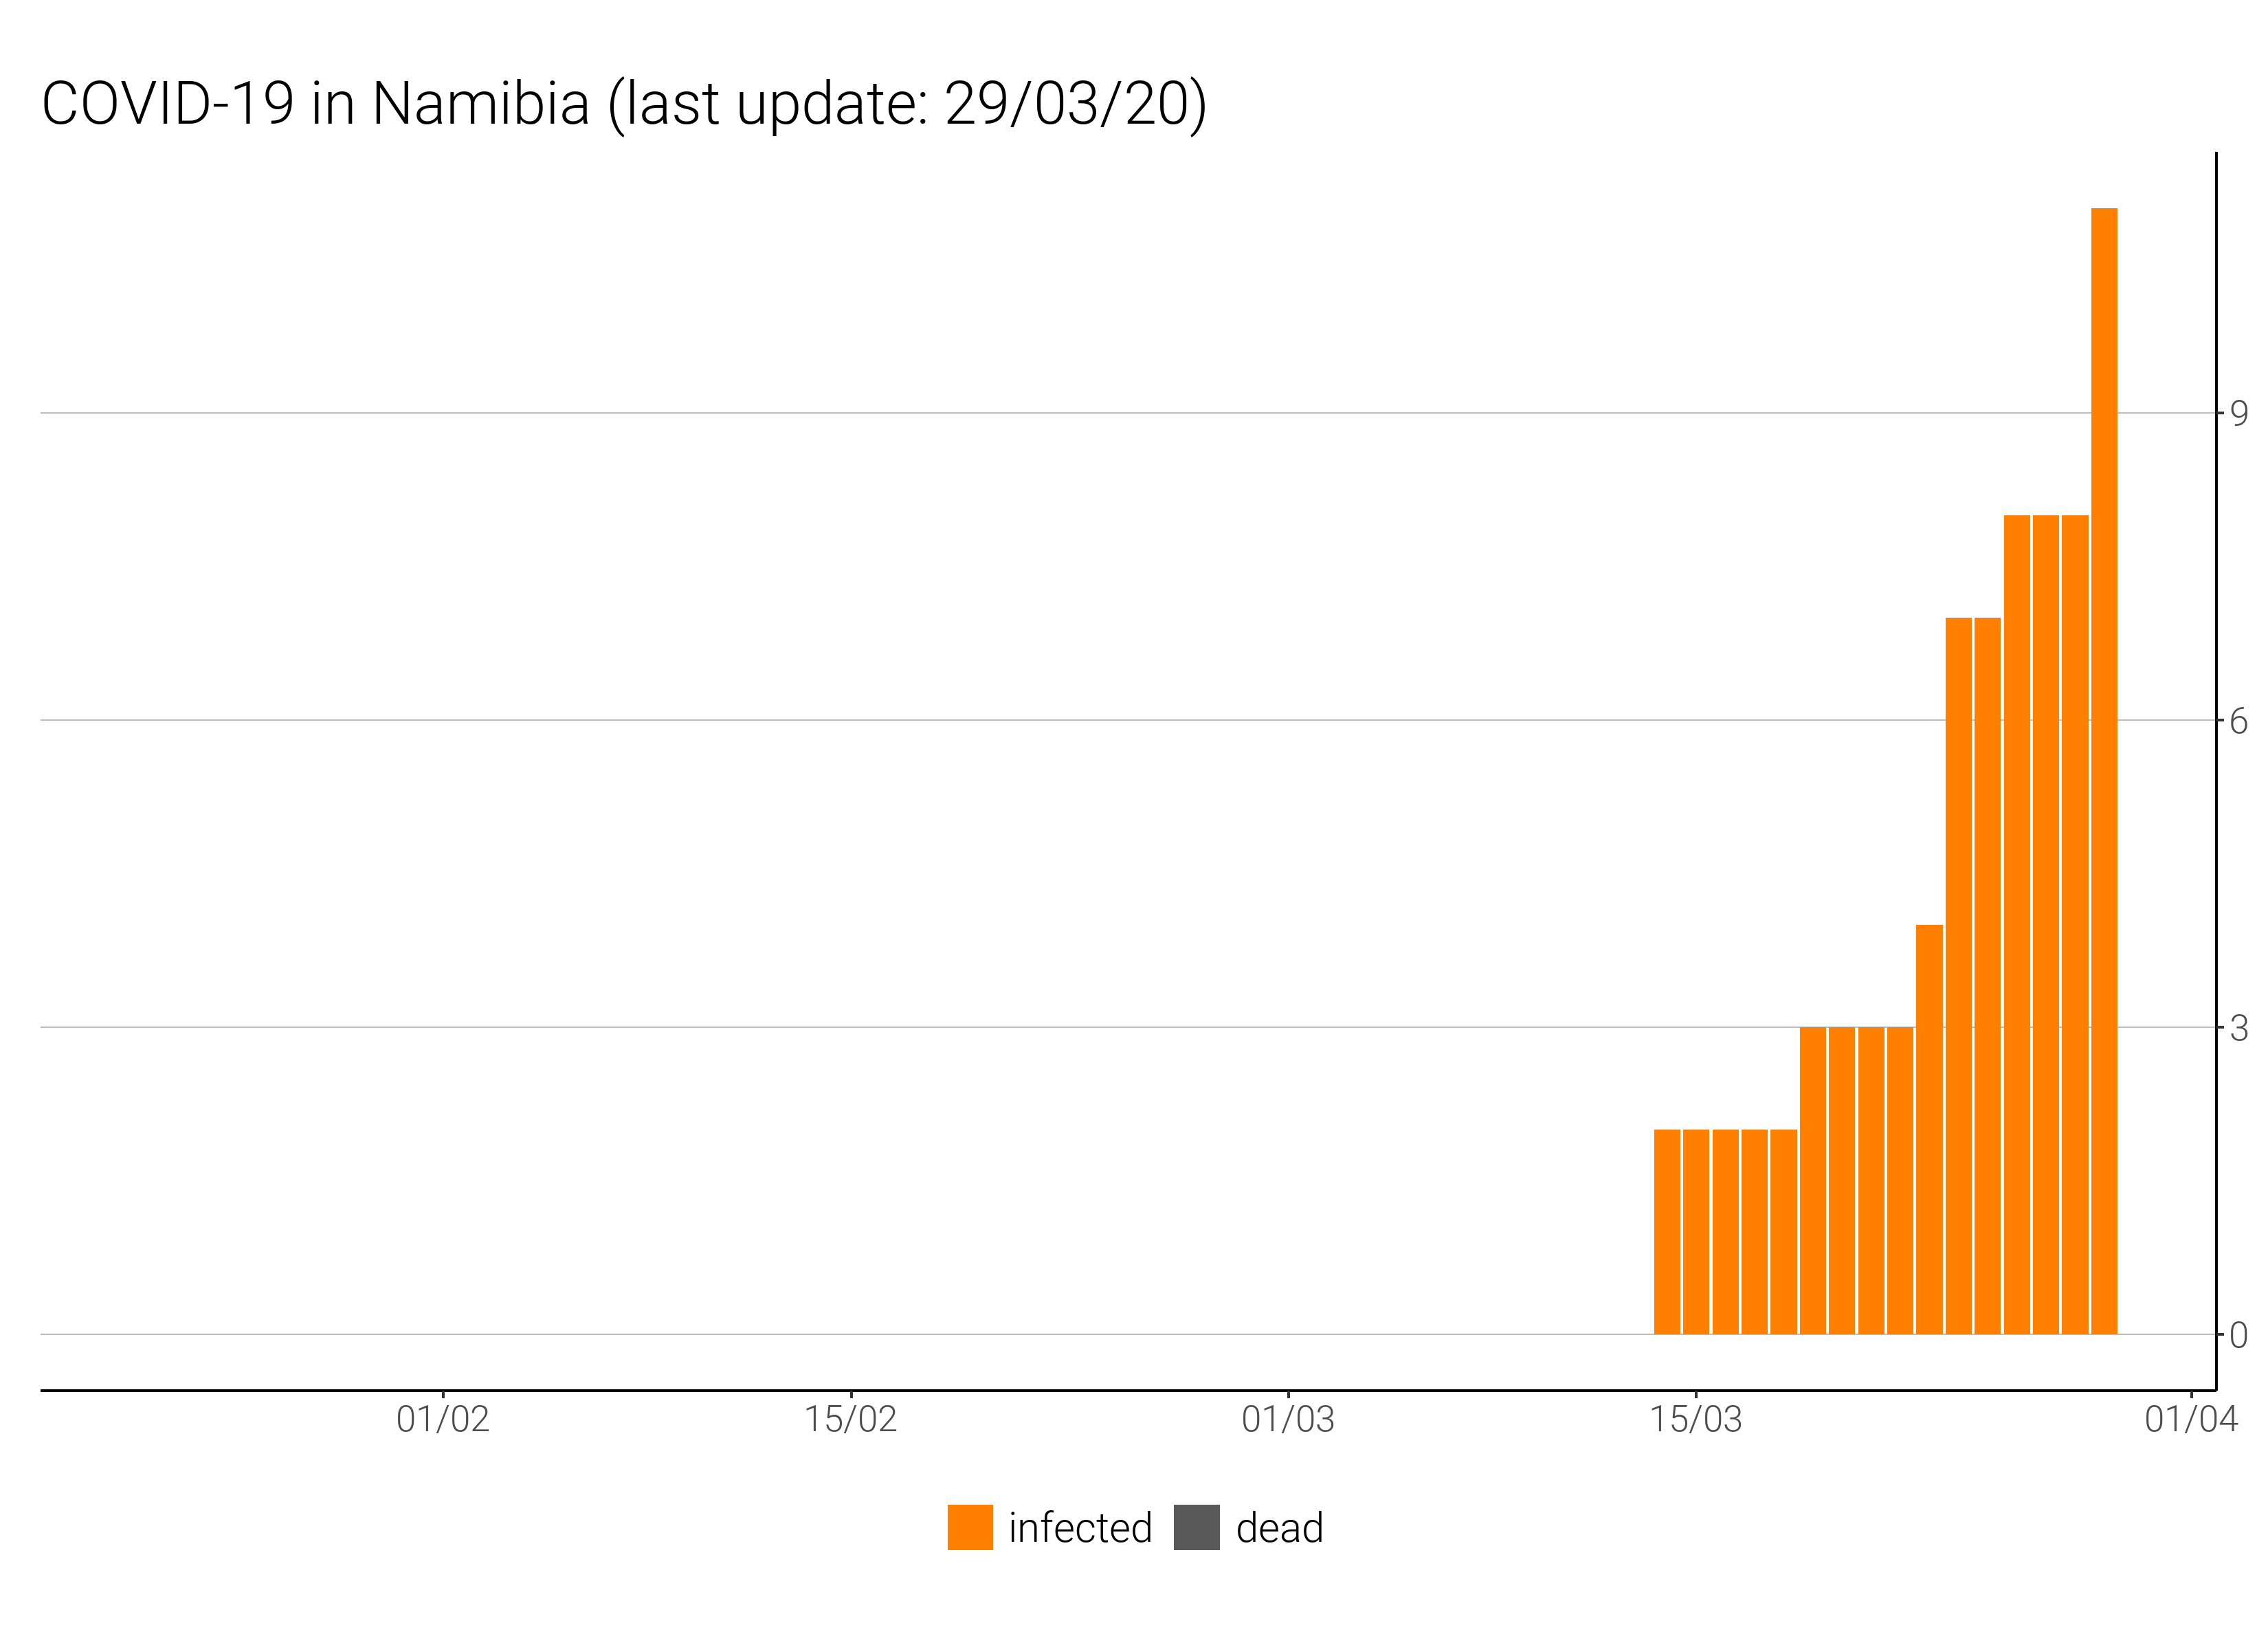 COVID-19 in Namibia (last update: 29/03/20)
9
6
3
0
01/02 15/02 01/03 15/03 01/04
infected dead